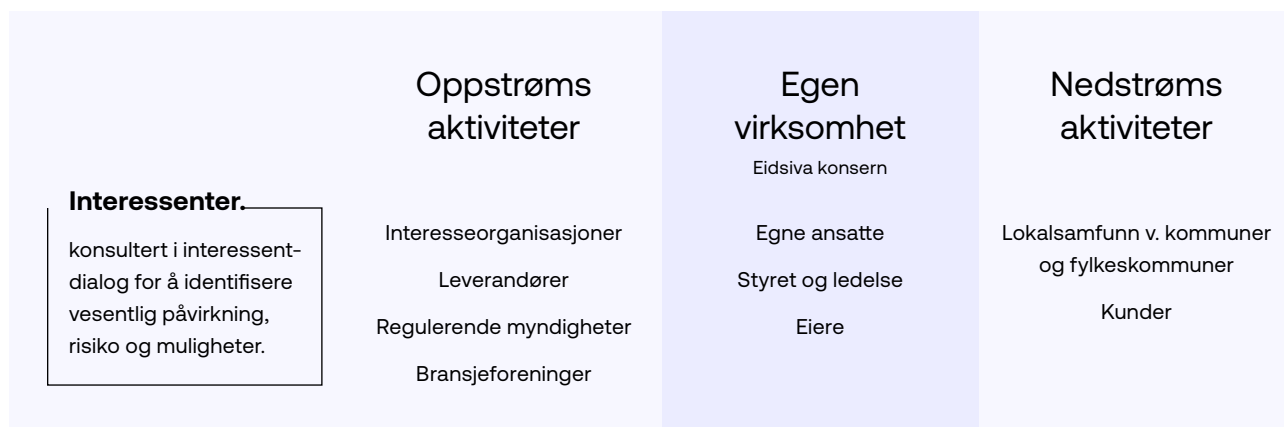 Oppstrøms
aktiviteter
Egen
virksomhet
Eidsiva konsern
Nedstrøms
aktiviteter
Interessenter.
konsultert i interessent-
dialog for å identifisere
vesentlig påvirkning,
risiko og muligheter.
Interesseorganisasjoner
Leverandører
Regulerende myndigheter
Bransjeforeninger
Egne ansatte
Styret og ledelse
Eiere
Lokalsamfunn v. kommuner
og fylkeskommuner
Kunder